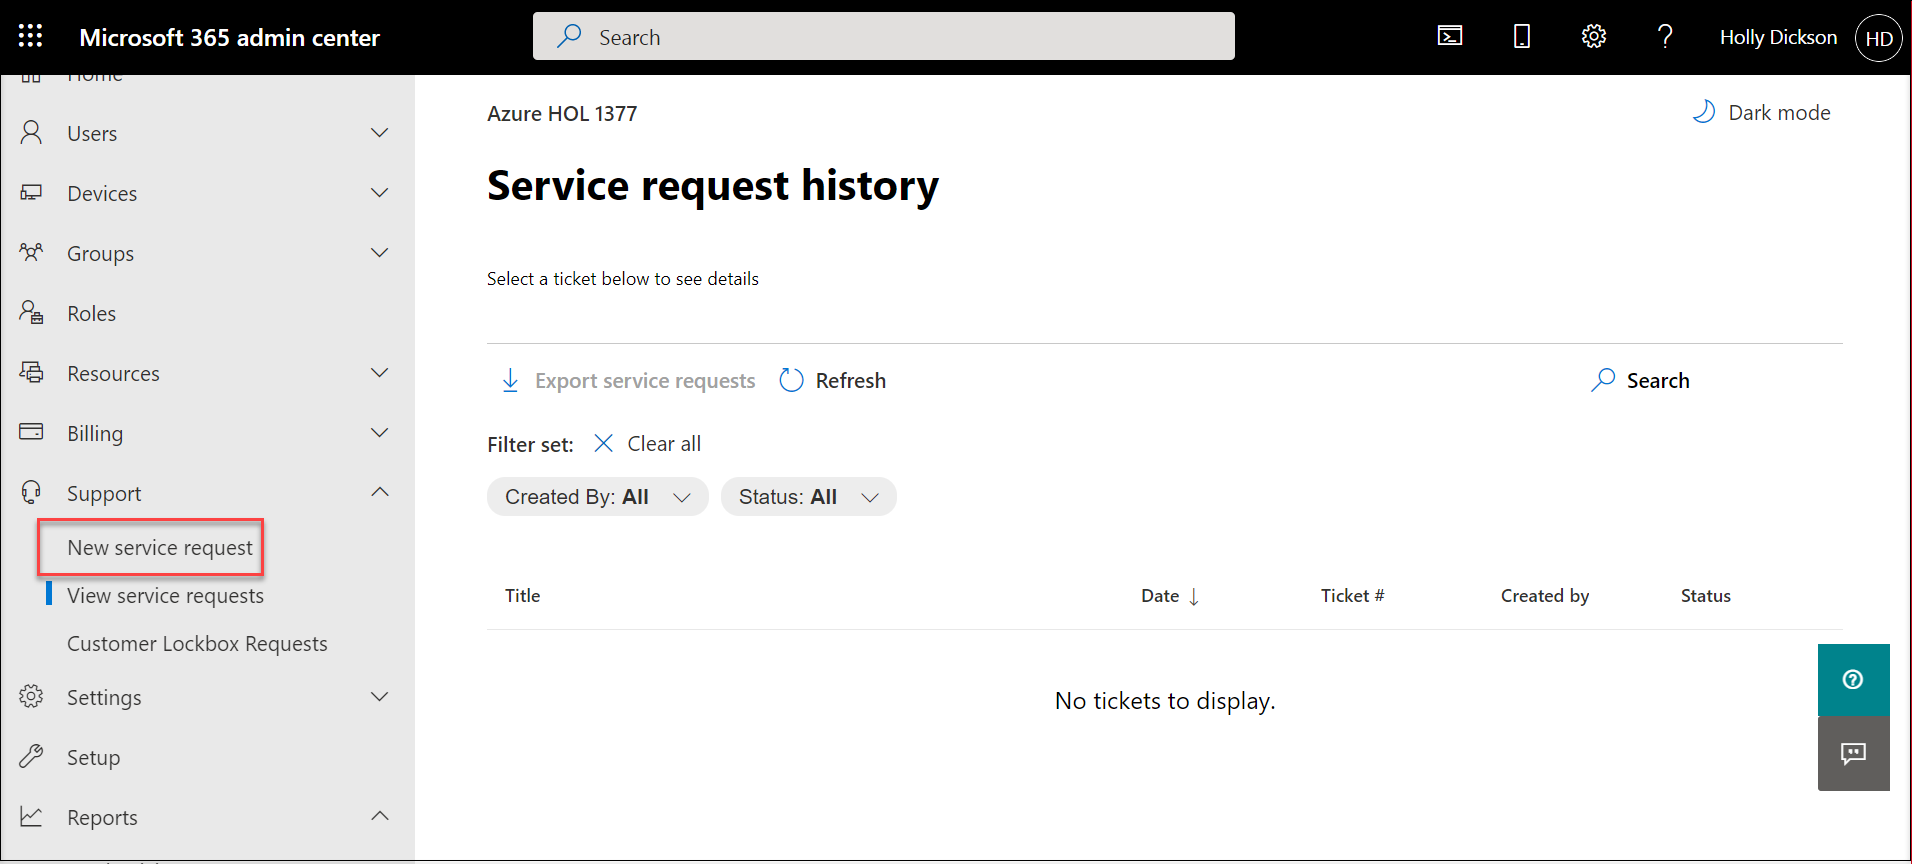 Microsoft 365 admin center
Search
Holly Dickson
HD
Home
Users
Devices
Groups
Roles
Resources
Billing
Support
New service request
View service requests
Customer Lockbox Requests
Settings
Setup
Reports
Azure HOL 1377
Dark mode
Service request history
Select a ticket below to see details
Export service requests Refresh Search
Filter set: Clear all
Created By: All Status: All
Title Date ↓ Ticket # Created by Status
No tickets to display.